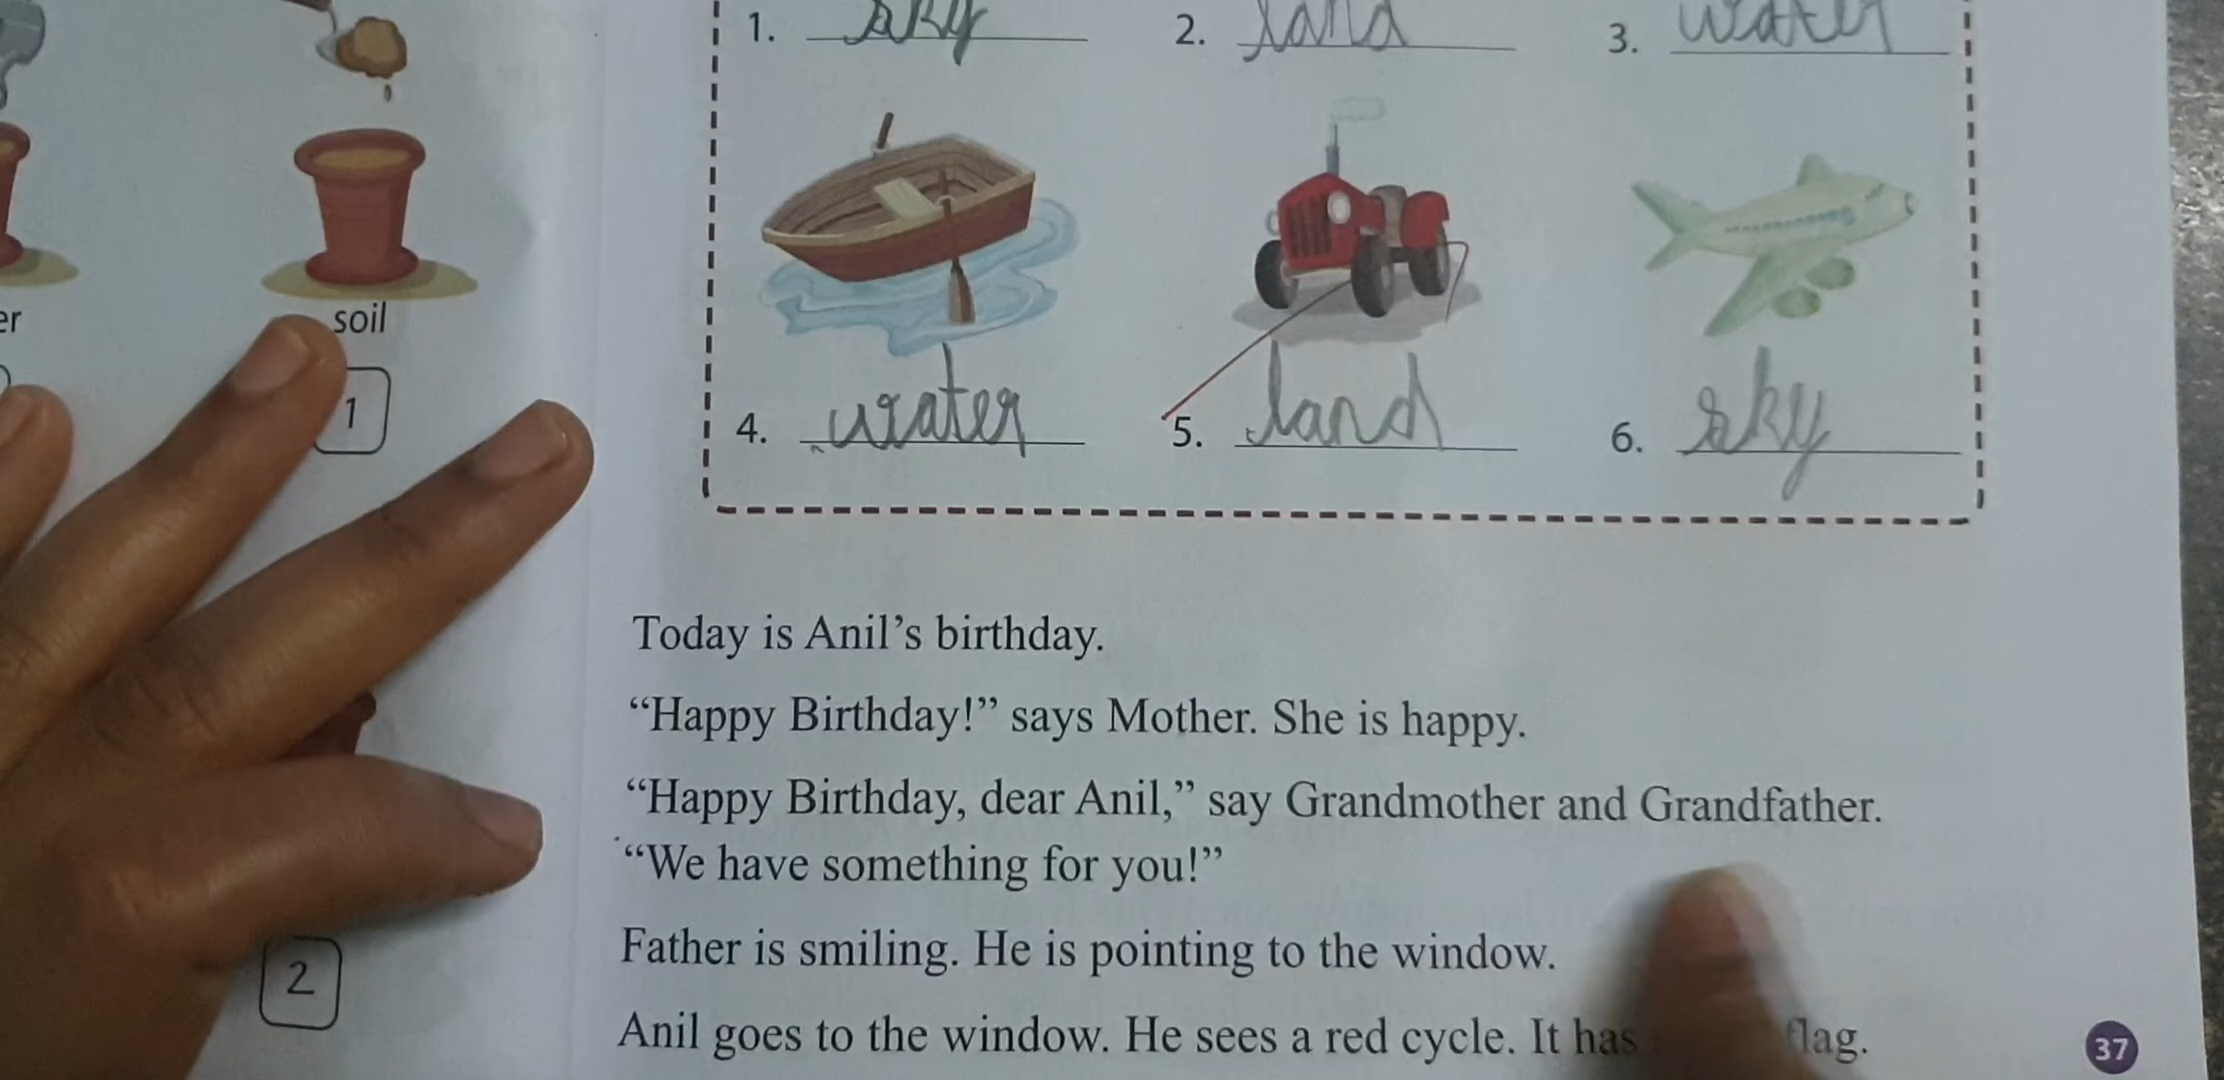 1. sky 2. land 3. water
er soil
1
4. water 5. land 6. sky
Today is Anil's birthday.
“Happy Birthday!” says Mother. She is happy.
“Happy Birthday, dear Anil,” say Grandmother and Grandfather.
“We have something for you!”
Father is smiling. He is pointing to the window.
2
Anil goes to the window. He sees a red cycle. It has flag.
37